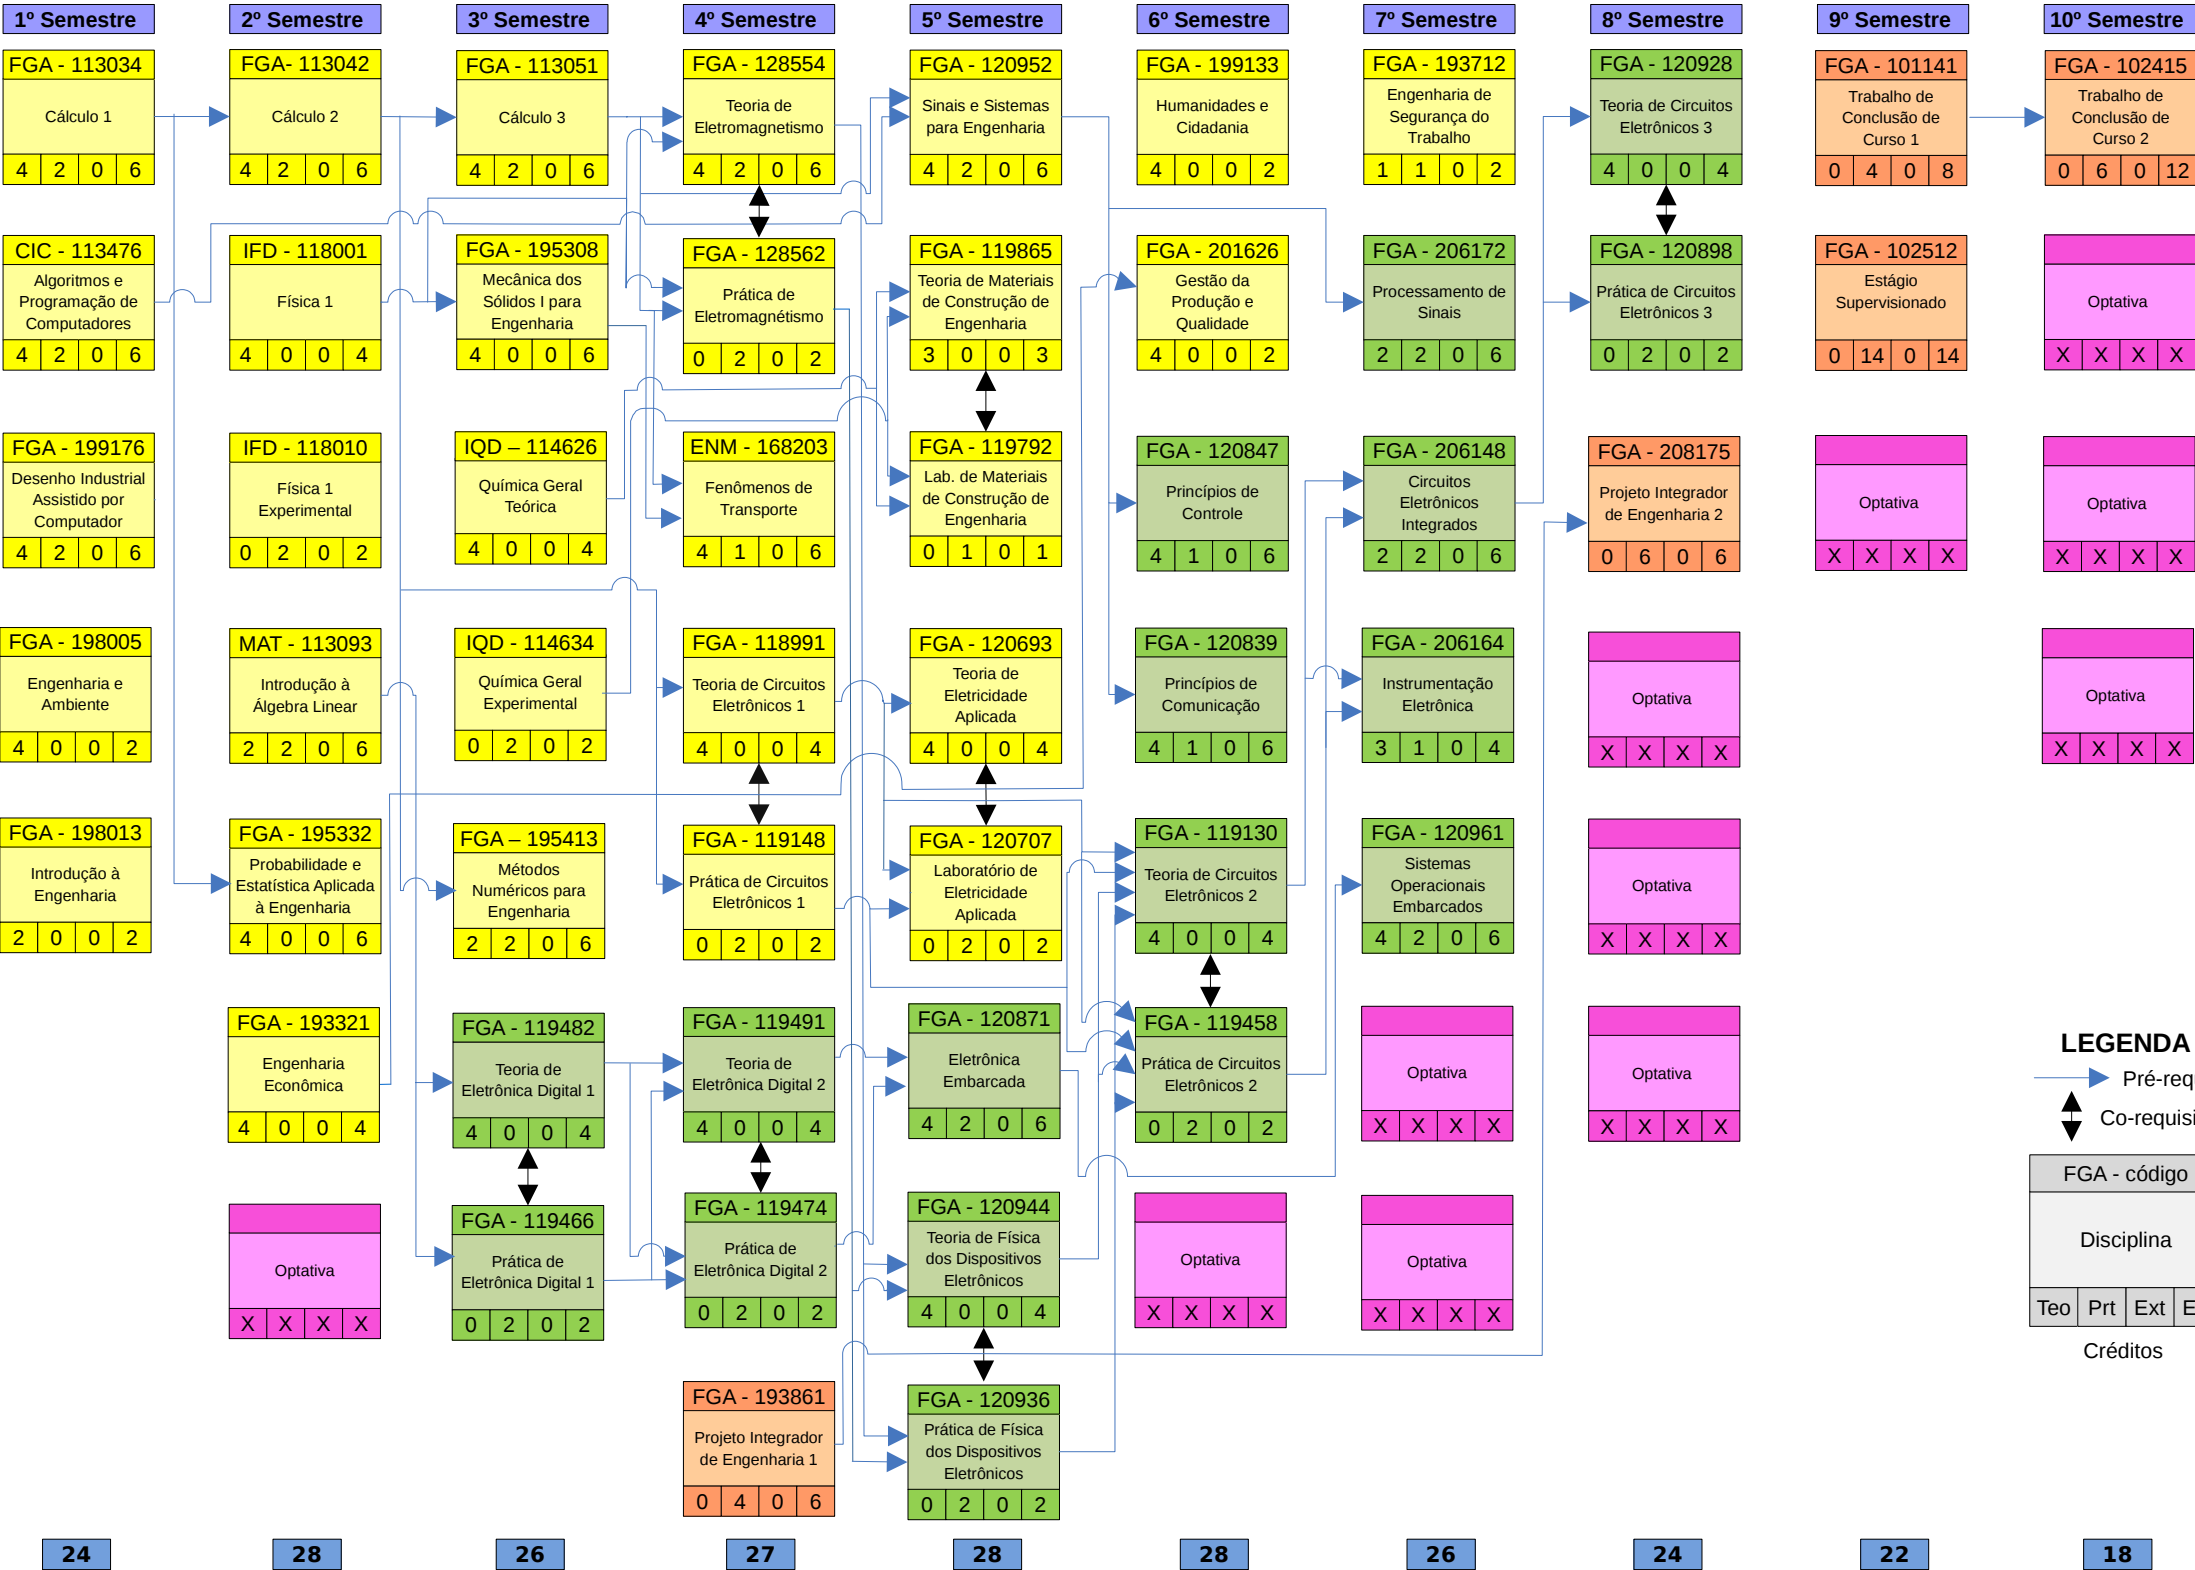 1º Semestre
2º Semestre
3º Semestre
4º Semestre
5º Semestre
6º Semestre
7º Semestre
8º Semestre
9º Semestre
10º Semestre
FGA - 113034
Cálculo 1
4 2 0 6
CIC - 113476
Algoritmos e
Programação de
Computadores
4 2 0 6
FGA - 199176
Desenho Industrial
Assistido por
Computador
4 2 0 6
FGA - 198005
Engenharia e
Ambiente
4 0 0 2
FGA - 198013
Introdução à
Engenharia
2 0 0 2
24
FGA- 113042
Cálculo 2
4 2 0 6
IFD - 118001
Física 1
4 0 0 4
IFD - 118010
Física 1
Experimental
0 2 0 2
MAT - 113093
Introdução à
Álgebra Linear
2 2 0 6
FGA - 195332
Probabilidade e
Estatística Aplicada
à Engenharia
4 0 0 6
FGA - 193321
Engenharia
Econômica
4 0 0 4
Optativa
X X X X
28
FGA - 113051
Cálculo 3
4 2 0 6
FGA - 195308
Mecânica dos
Sólidos I para
Engenharia
4 0 0 6
IQD – 114626
Química Geral
Teórica
4 0 0 4
IQD - 114634
Química Geral
Experimental
0 2 0 2
FGA – 195413
Métodos
Numéricos para
Engenharia
2 2 0 6
FGA - 119482
Teoria de
Eletrônica Digital 1
4 0 0 4
FGA - 119466
Prática de
Eletrônica Digital 1
0 2 0 2
26
FGA - 128554
Teoria de
Eletromagnetismo
4 2 0 6
FGA - 128562
Prática de
Eletromagnétismo
0 2 0 2
ENM - 168203
Fenômenos de
Transporte
4 1 0 6
FGA - 118991
Teoria de Circuitos
Eletrônicos 1
4 0 0 4
FGA - 119148
Prática de Circuitos
Eletrônicos 1
0 2 0 2
FGA - 119491
Teoria de
Eletrônica Digital 2
4 0 0 4
FGA - 119474
Prática de
Eletrônica Digital 2
0 2 0 2
FGA - 193861
Projeto Integrador
de Engenharia 1
0 4 0 6
27
FGA - 120952
Sinais e Sistemas
para Engenharia
4 2 0 6
FGA - 119865
Teoria de Materiais
de Construção de
Engenharia
3 0 0 3
FGA - 119792
Lab. de Materiais
de Construção de
Engenharia
0 1 0 1
FGA - 120693
Teoria de
Eletricidade
Aplicada
4 0 0 4
FGA - 120707
Laboratório de
Eletricidade
Aplicada
0 2 0 2
FGA - 120871
Eletrônica
Embarcada
4 2 0 6
FGA - 120944
Teoria de Física
dos Dispositivos
Eletrônicos
4 0 0 4
FGA - 120936
Prática de Física
dos Dispositivos
Eletrônicos
0 2 0 2
28
FGA - 199133
Humanidades e
Cidadania
4 0 0 2
FGA - 201626
Gestão da
Produção e
Qualidade
4 0 0 2
FGA - 120847
Princípios de
Controle
4 1 0 6
FGA - 120839
Princípios de
Comunicação
4 1 0 6
FGA - 119130
Teoria de Circuitos
Eletrônicos 2
4 0 0 4
FGA - 119458
Prática de Circuitos
Eletrônicos 2
0 2 0 2
Optativa
X X X X
28
FGA - 193712
Engenharia de
Segurança do
Trabalho
1 1 0 2
FGA - 206172
Processamento de
Sinais
2 2 0 6
FGA - 206148
Circuitos
Eletrônicos
Integrados
2 2 0 6
FGA - 206164
Instrumentação
Eletrônica
3 1 0 4
FGA - 120961
Sistemas
Operacionais
Embarcados
4 2 0 6
Optativa
X X X X
Optativa
X X X X
26
FGA - 120928
Teoria de Circuitos
Eletrônicos 3
4 0 0 4
FGA - 120898
Prática de Circuitos
Eletrônicos 3
0 2 0 2
FGA - 208175
Projeto Integrador
de Engenharia 2
0 6 0 6
Optativa
X X X X
Optativa
X X X X
Optativa
X X X X
24
FGA - 101141
Trabalho de
Conclusão de
Curso 1
0 4 0 8
FGA - 102512
Estágio
Supervisionado
0 14 0 14
Optativa
X X X X
22
FGA - 102415
Trabalho de
Conclusão de
Curso 2
0 6 0 12
Optativa
X X X X
Optativa
X X X X
Optativa
X X X X
LEGENDA
Pré-req
Co-requis
FGA - código
Disciplina
Teo Prt Ext
Créditos
18